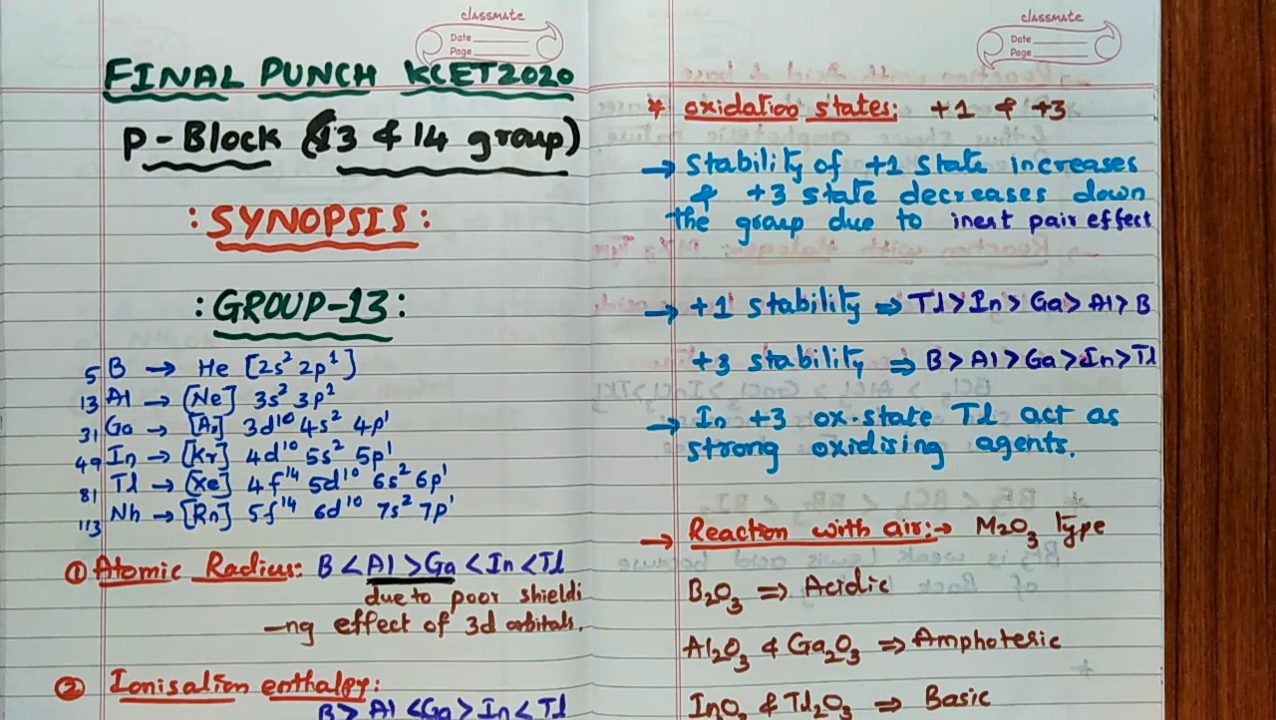 classmate
Date
Page
FINAL PUNCH KCET2020
P-Block (13 & 14 group)
: SYNOPSIS :
: GROUP-13 :
5B → He [2s² 2p¹]
13Al → [Ne] 3s² 3p²
31Ga → [Ar] 3d¹⁰ 4s² 4p¹
49In → [Kr] 4d¹⁰ 5s² 5p¹
81Tl → [Xe] 4f¹⁴ 5d¹⁰ 6s² 6p¹
113Nh → [Rn] 5f¹⁴ 6d¹⁰ 7s² 7p¹
① Atomic Radius: B < Al > Ga < In < Tl
due to poor shieldi
-ng effect of 3d orbitals.
② Ionisation enthalpy:
B > Al < Ga > In < Tl
classmate
Date
Page
* oxidation states: +1 & +3
→ Stability of +1 state increases
& +3 state decreases down
the group due to inert pair effect
→ +1 stability ⇒ Tl > In > Ga > Al > B
+3 stability ⇒ B > Al > Ga > In > Tl
→ In +3 ox.state Tl act as
strong oxidising agents.
→ Reaction with air:→ M₂O₃ type
B₂O₃ ⇒ Acidic
Al₂O₃ & Ga₂O₃ ⇒ Amphoteric
InO₃ & Tl₂O₃ ⇒ Basic